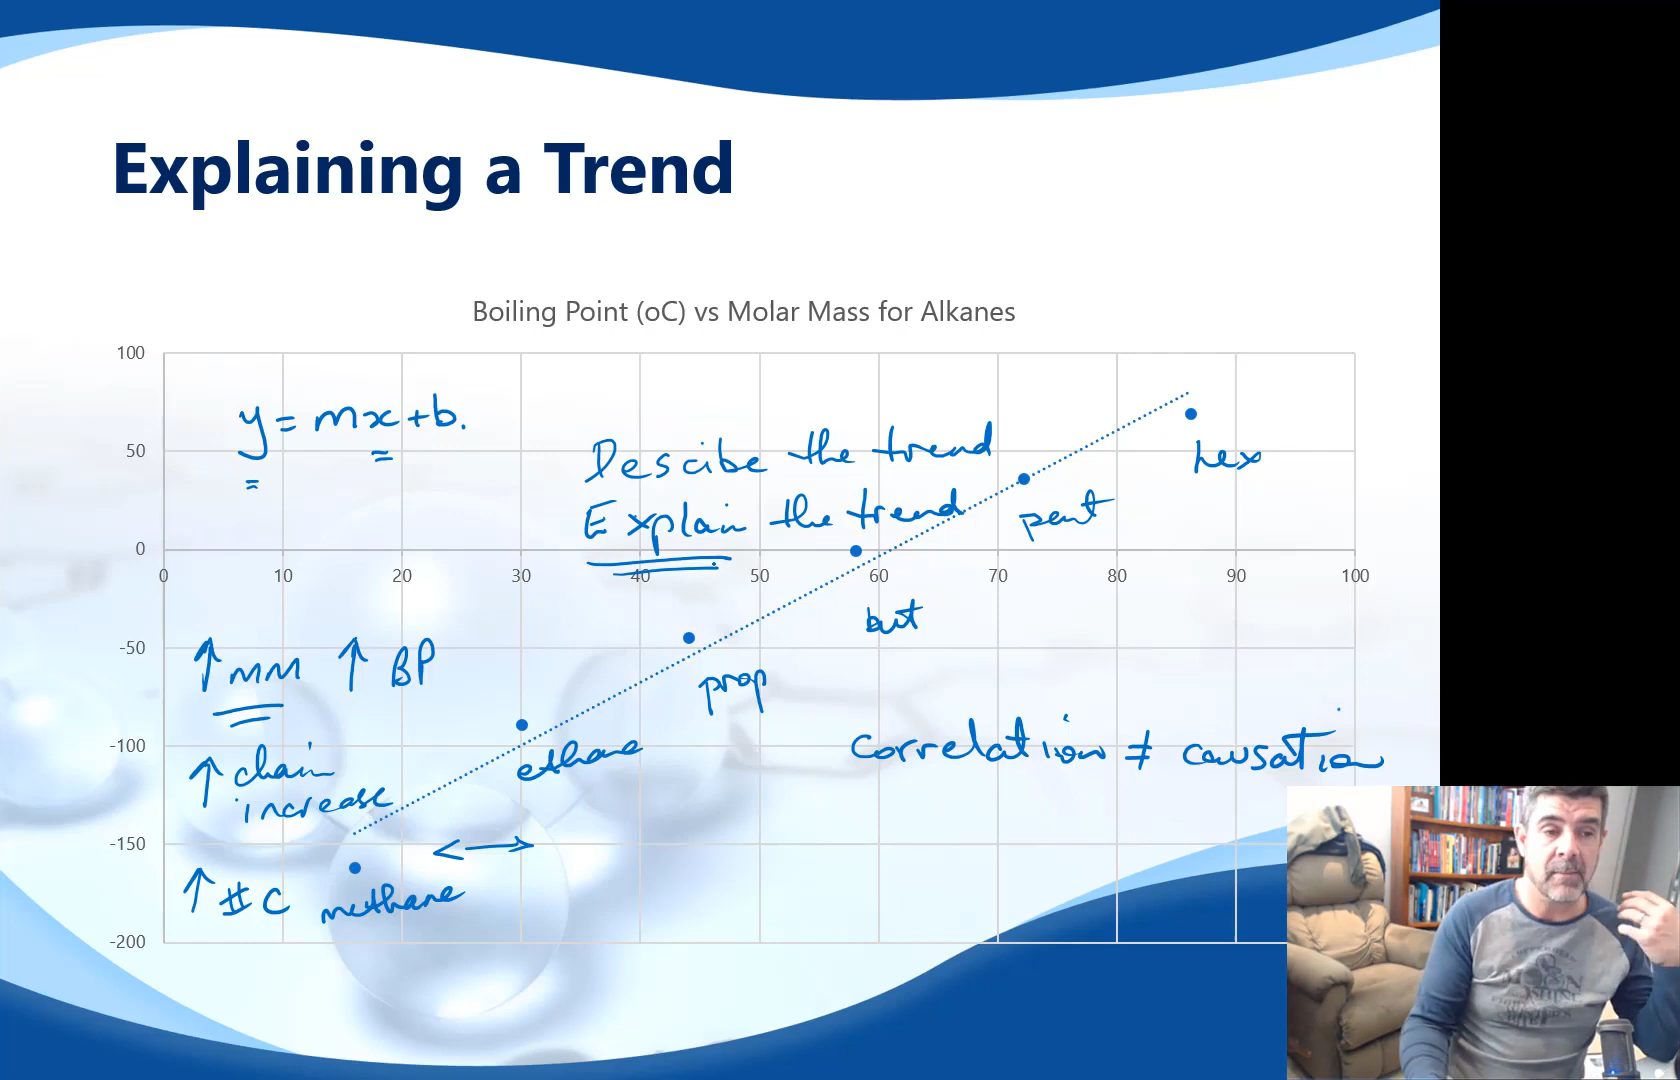 Explaining a Trend
Boiling Point (oC) vs Molar Mass for Alkanes
100
50
0
-50
-100
-150
-200
0 10 20 30 40 50 60 70 80 90 100
y = mx + b.
=
=
Descibe the trend
Explain the trend
hex
pent
but
prop
ethane
methane
↑ MM ↑ BP
↑ chain
increase
↑ # C
correlation ≠ causation